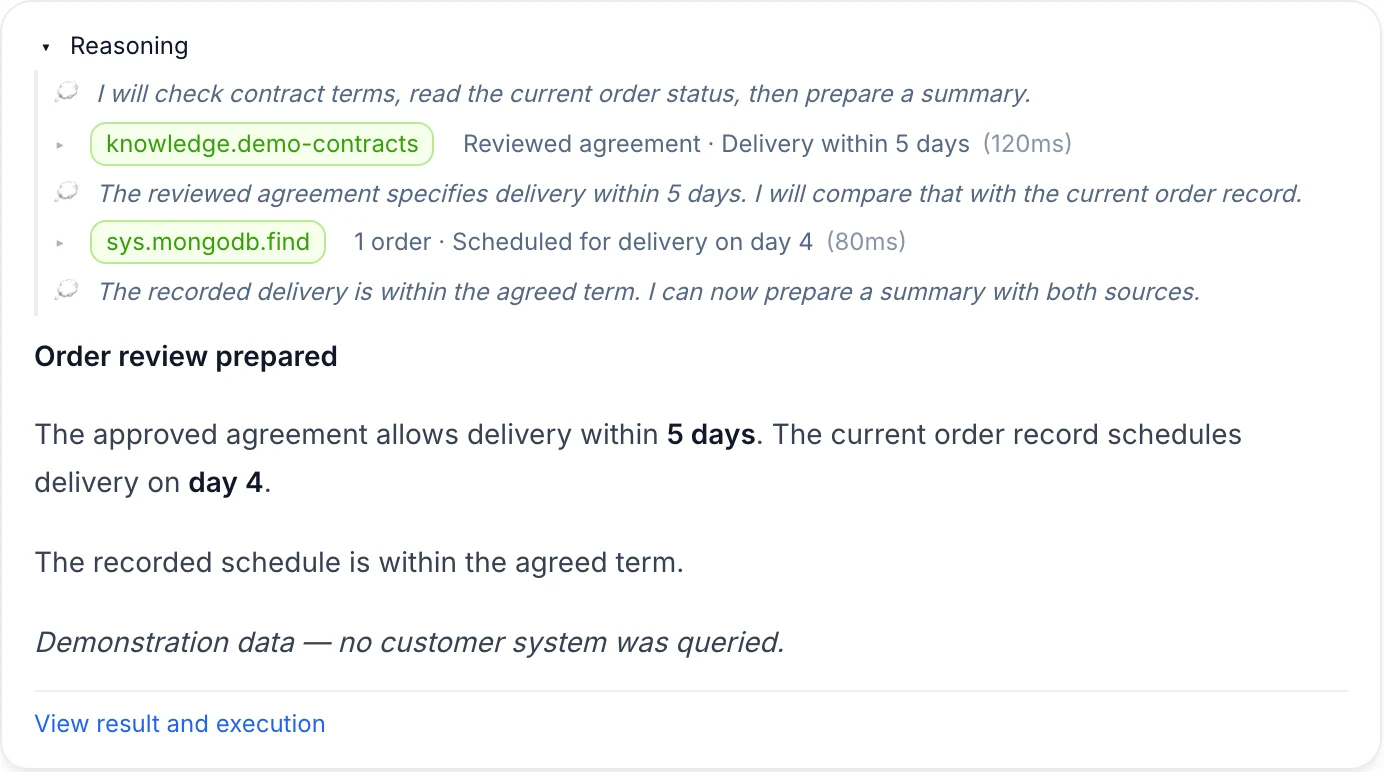 Reasoning
I will check contract terms, read the current order status, then prepare a summary.
knowledge.demo-contracts Reviewed agreement · Delivery within 5 days (120ms)
The reviewed agreement specifies delivery within 5 days. I will compare that with the current order record.
sys.mongodb.find 1 order · Scheduled for delivery on day 4 (80ms)
The recorded delivery is within the agreed term. I can now prepare a summary with both sources.
Order review prepared
The approved agreement allows delivery within 5 days. The current order record schedules
delivery on day 4.
The recorded schedule is within the agreed term.
Demonstration data — no customer system was queried.
View result and execution